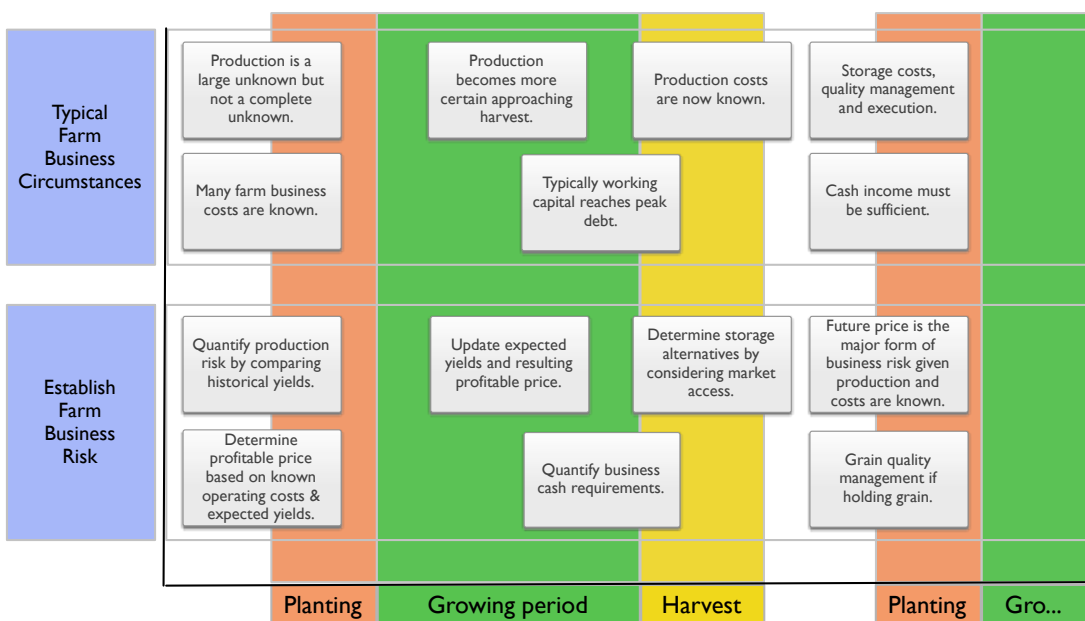 Typical
Farm
Business
Circumstances
Production is a
large unknown but
not a complete
unknown.
Production
becomes more
certain approaching
harvest.
Production costs
are now known.
Storage costs,
quality management
and execution.
Many farm business
costs are known.
Typically working
capital reaches peak
debt.
Cash income must
be sufficient.
Establish
Farm
Business
Risk
Quantify production
risk by comparing
historical yields.
Update expected
yields and resulting
profitable price.
Determine storage
alternatives by
considering market
access.
Future price is the
major form of
business risk given
production and
costs are known.
Determine
profitable price
based on known
operating costs &
expected yields.
Quantify business
cash requirements.
Grain quality
management if
holding grain.
Planting
Growing period
Harvest
Planting
Gro...